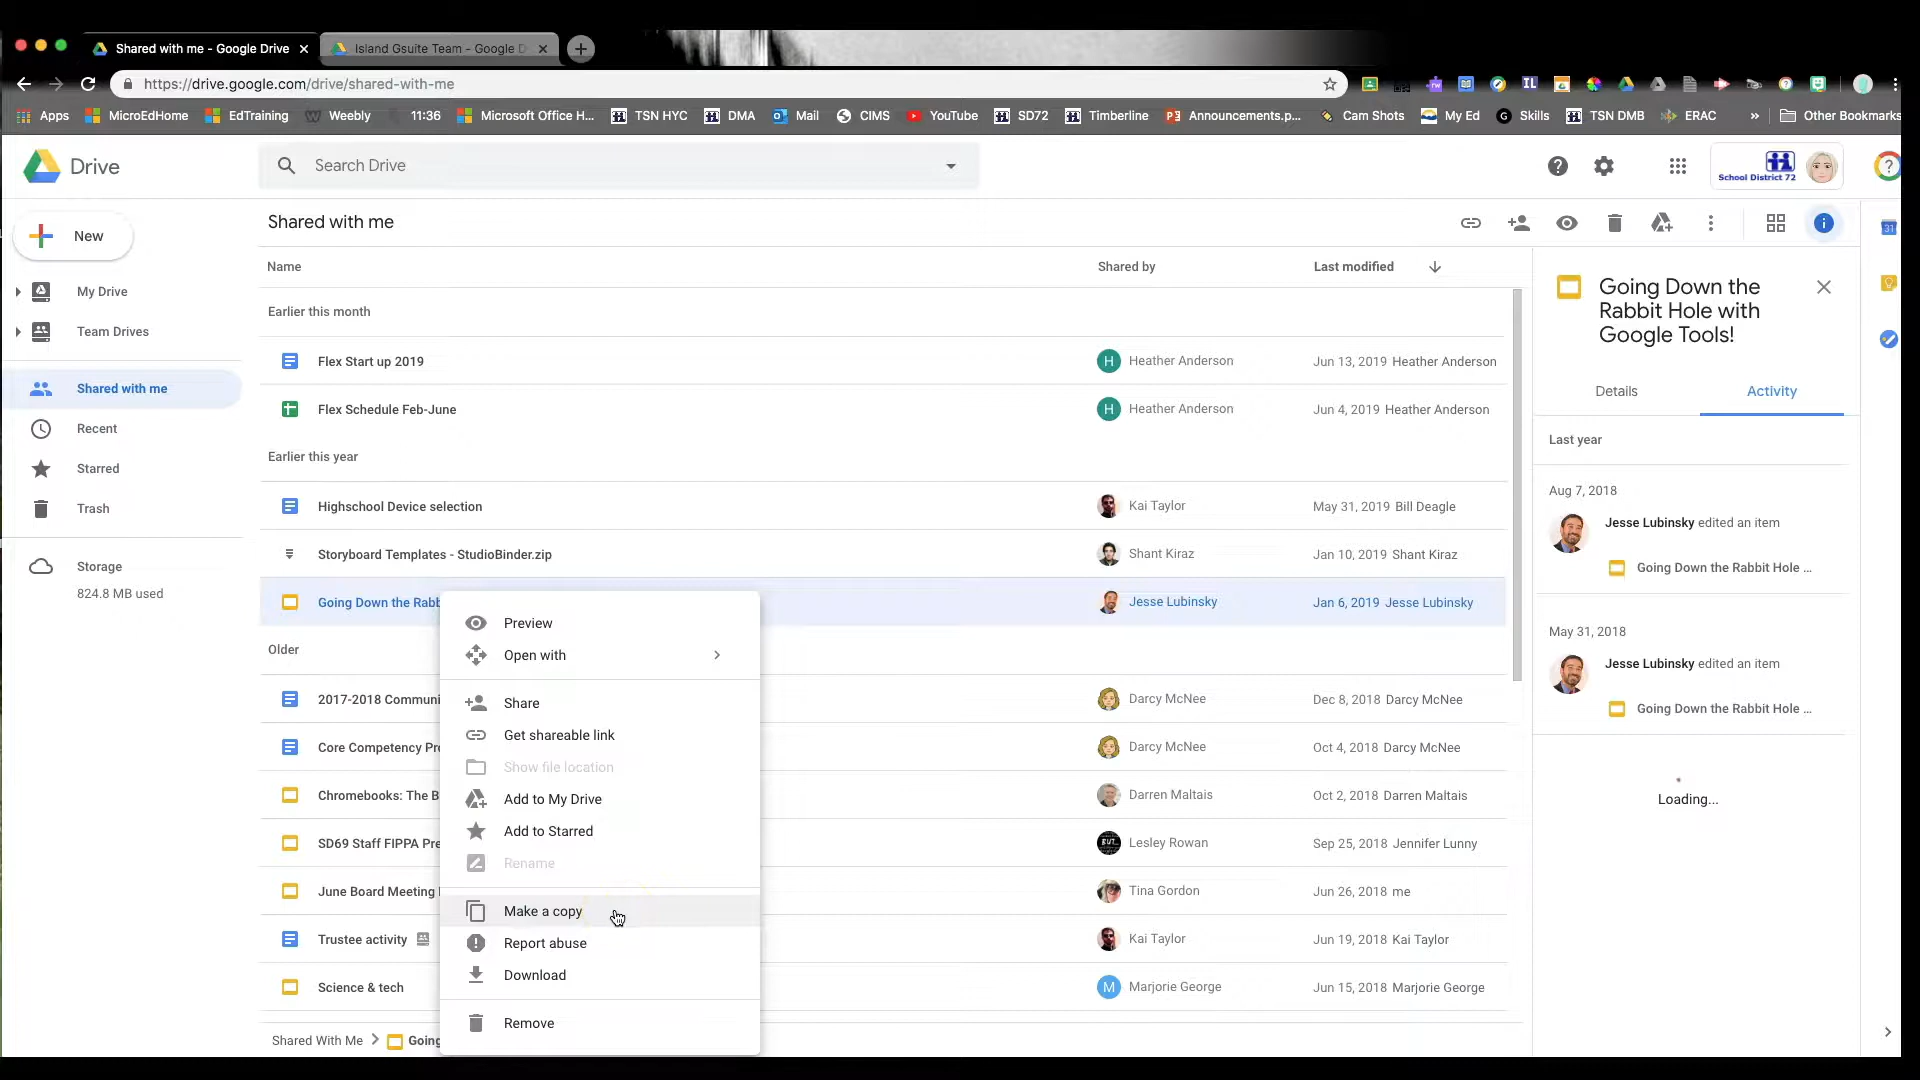 Shared with me - Google Drive
Island Gsuite Team - Google D
https://drive.google.com/drive/shared-with-me
Apps
MicroEdHome
EdTraining
Weebly
11:36
Microsoft Office H...
TSN HYC
DMA
Mail
CIMS
YouTube
SD72
Timberline
Announcements.p...
Cam Shots
My Ed
Skills
TSN DMB
ERAC
»
Other Bookmarks
Drive
Search Drive
School District 72
New
My Drive
Team Drives
Shared with me
Recent
Starred
Trash
Storage
824.8 MB used
Shared with me
Name
Shared by
Last modified
Earlier this month
Flex Start up 2019
H
Heather Anderson
Jun 13, 2019 Heather Anderson
Flex Schedule Feb-June
H
Heather Anderson
Jun 4, 2019 Heather Anderson
Earlier this year
Highschool Device selection
Kai Taylor
May 31, 2019 Bill Deagle
Storyboard Templates - StudioBinder.zip
Shant Kiraz
Jan 10, 2019 Shant Kiraz
Going Down the Rabb
Jesse Lubinsky
Jan 6, 2019 Jesse Lubinsky
Older
2017-2018 Communi
Darcy McNee
Dec 8, 2018 Darcy McNee
Core Competency Pro
Darcy McNee
Oct 4, 2018 Darcy McNee
Chromebooks: The B
Darren Maltais
Oct 2, 2018 Darren Maltais
SD69 Staff FIPPA Pre
Lesley Rowan
Sep 25, 2018 Jennifer Lunny
June Board Meeting
Tina Gordon
Jun 26, 2018 me
Trustee activity
Kai Taylor
Jun 19, 2018 Kai Taylor
Science & tech
M
Marjorie George
Jun 15, 2018 Marjorie George
Shared With Me
Going
Preview
Open with
Share
Get shareable link
Show file location
Add to My Drive
Add to Starred
Rename
Make a copy
Report abuse
Download
Remove
Going Down the
Rabbit Hole with
Google Tools!
Details
Activity
Last year
Aug 7, 2018
Jesse Lubinsky edited an item
Going Down the Rabbit Hole ...
May 31, 2018
Jesse Lubinsky edited an item
Going Down the Rabbit Hole ...
Loading...
31